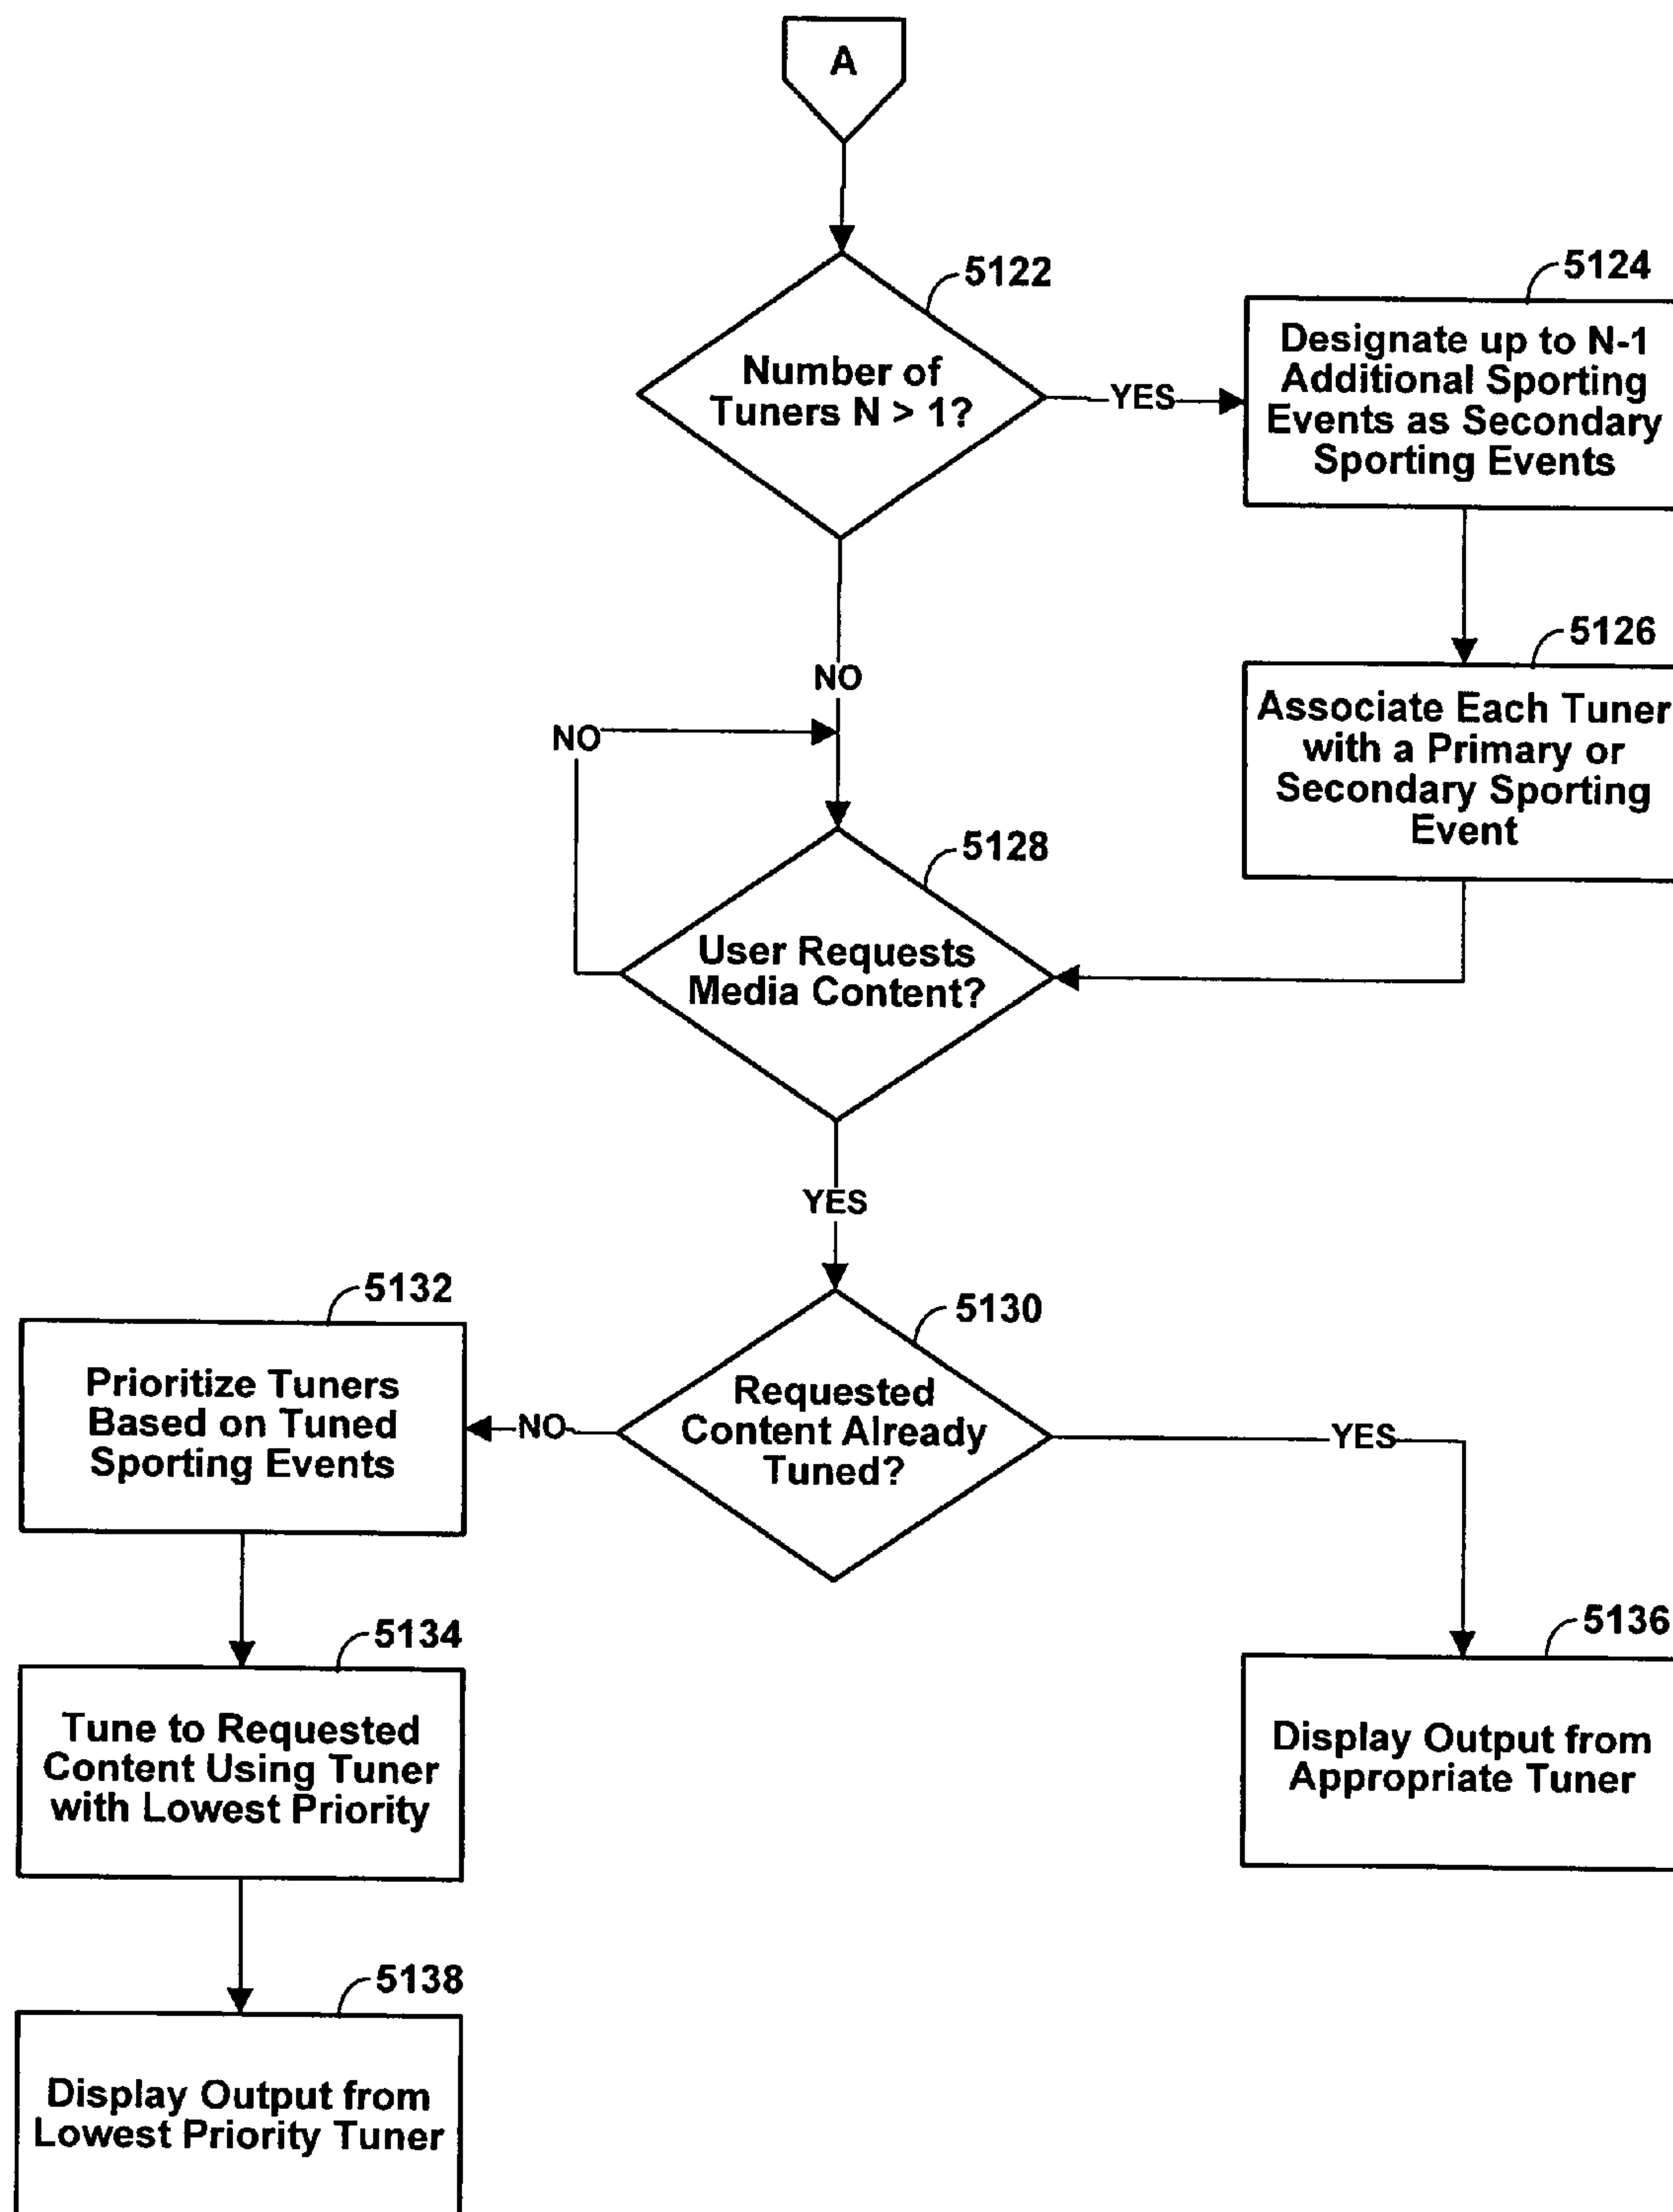 A
5122
Number of
Tuners N > 1?
YES
5124
Designate up to N-1
Additional Sporting
Events as Secondary
Sporting Events
NO
5126
Associate Each Tuner
with a Primary or
Secondary Sporting
Event
NO
5128
User Requests
Media Content?
YES
5130
Requested
Content Already
Tuned?
NO
YES
5132
Prioritize Tuners
Based on Tuned
Sporting Events
5134
Tune to Requested
Content Using Tuner
with Lowest Priority
5136
Display Output from
Appropriate Tuner
5138
Display Output from
Lowest Priority Tuner